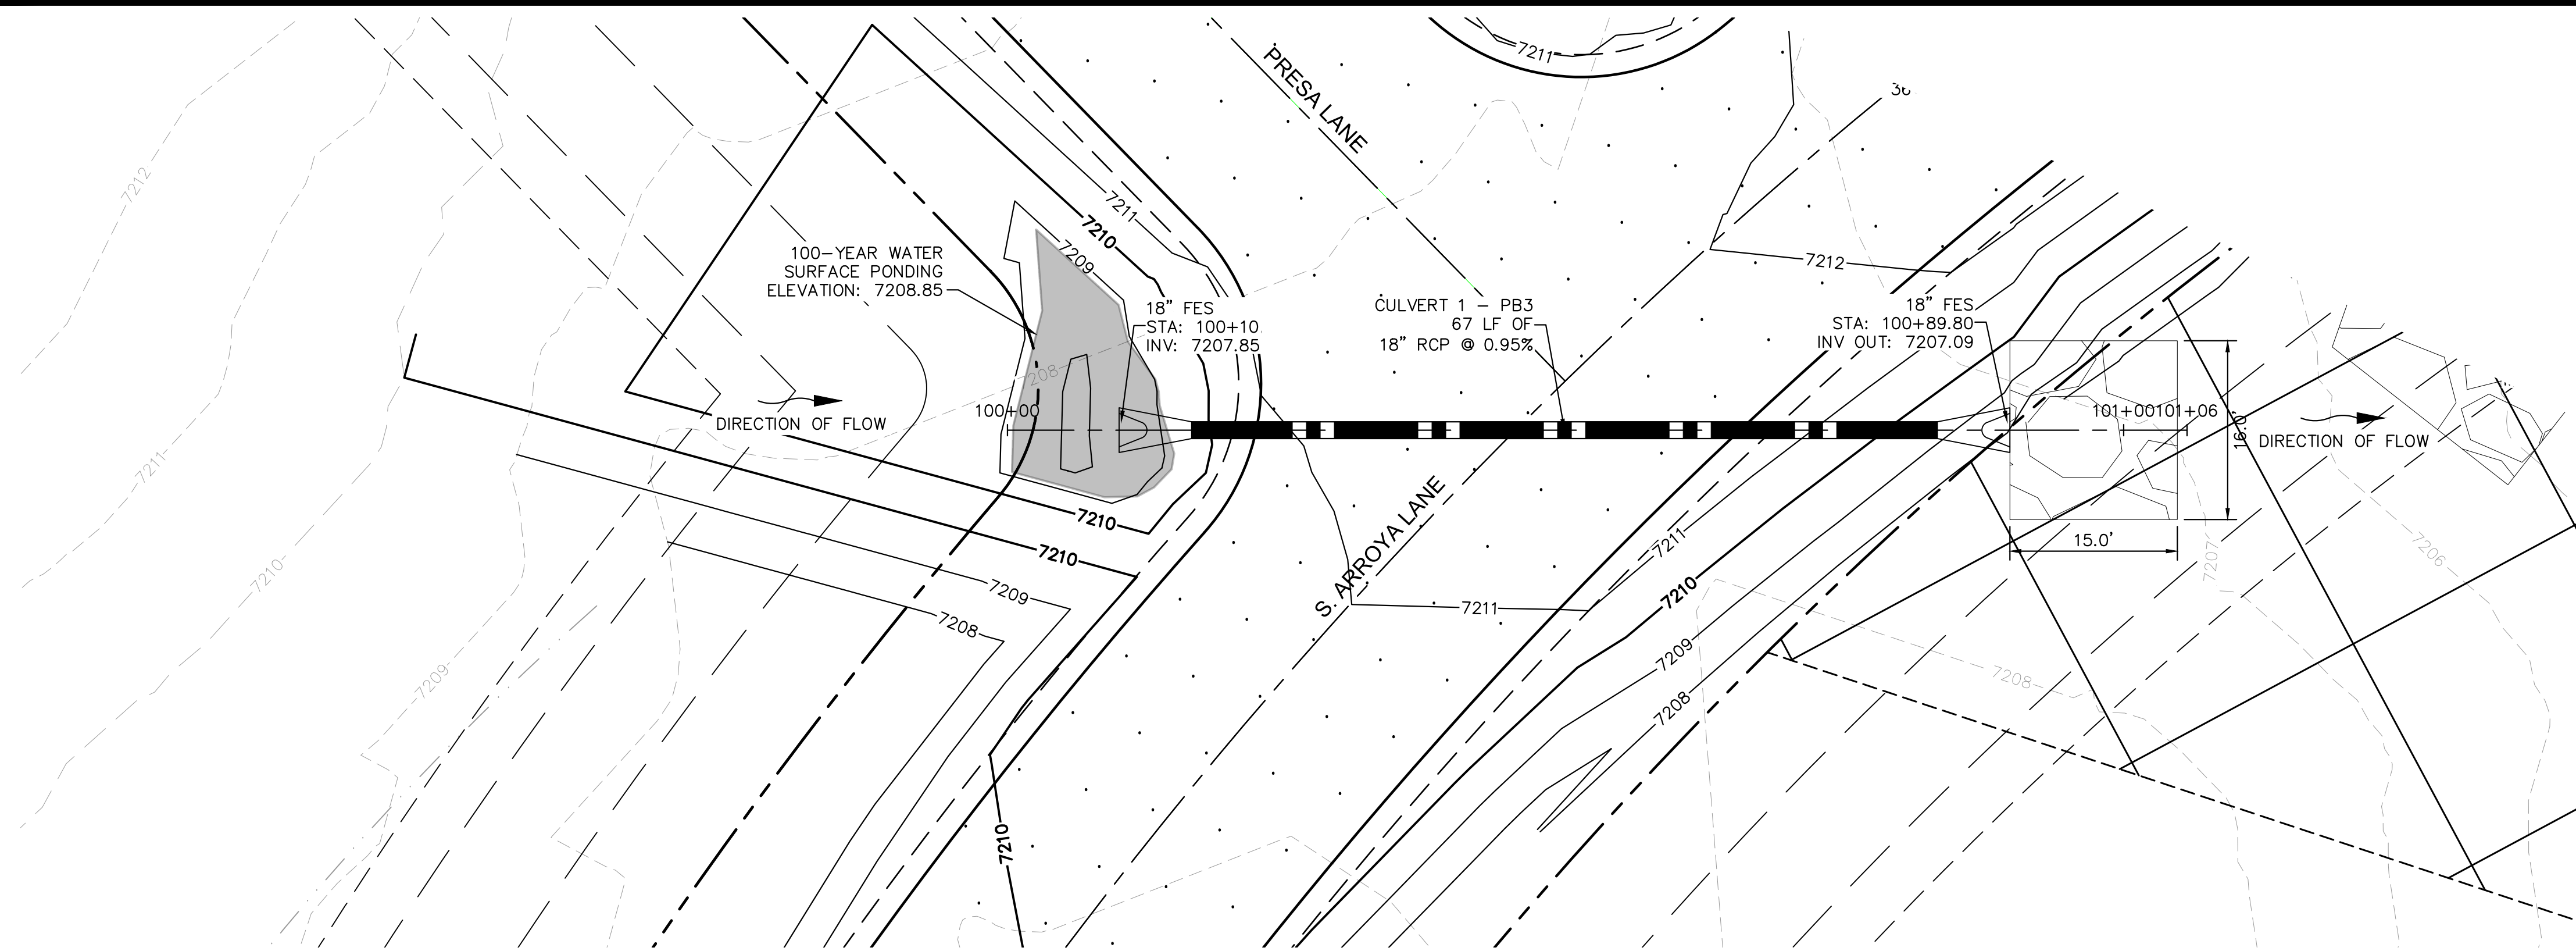 7211
PRESA LANE
36
7212
7211
7210
7209
100-YEAR WATER
SURFACE PONDING
ELEVATION: 7208.85
18" FES
STA: 100+10
INV: 7207.85
CULVERT 1 - PB3
67 LF OF
18" RCP @ 0.95%
7212
18" FES
STA: 100+89.80
INV OUT: 7207.09
208
100+00
DIRECTION OF FLOW
101+00
101+06
16.0'
DIRECTION OF FLOW
7211
7210
7210
7210
7209
7208
7209
S. ARROYA LANE
7211
7211
7210
7209
7208
15.0'
7207
7206
7208
7210